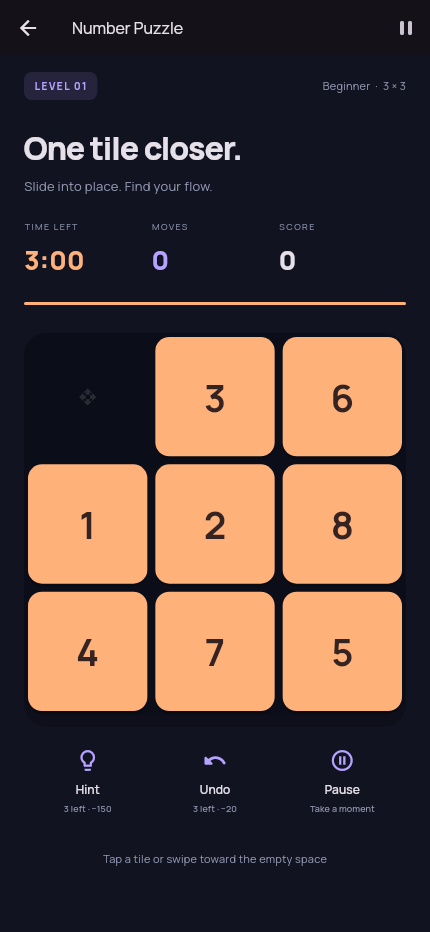 Number Puzzle
LEVEL 01
Beginner · 3 × 3
One tile closer.
Slide into place. Find your flow.
TIME LEFT MOVES SCORE
3:00 0 0
3 6
1 2 8
4 7 5
Hint Undo Pause
3 left · −150 3 left · −20 Take a moment
Tap a tile or swipe toward the empty space